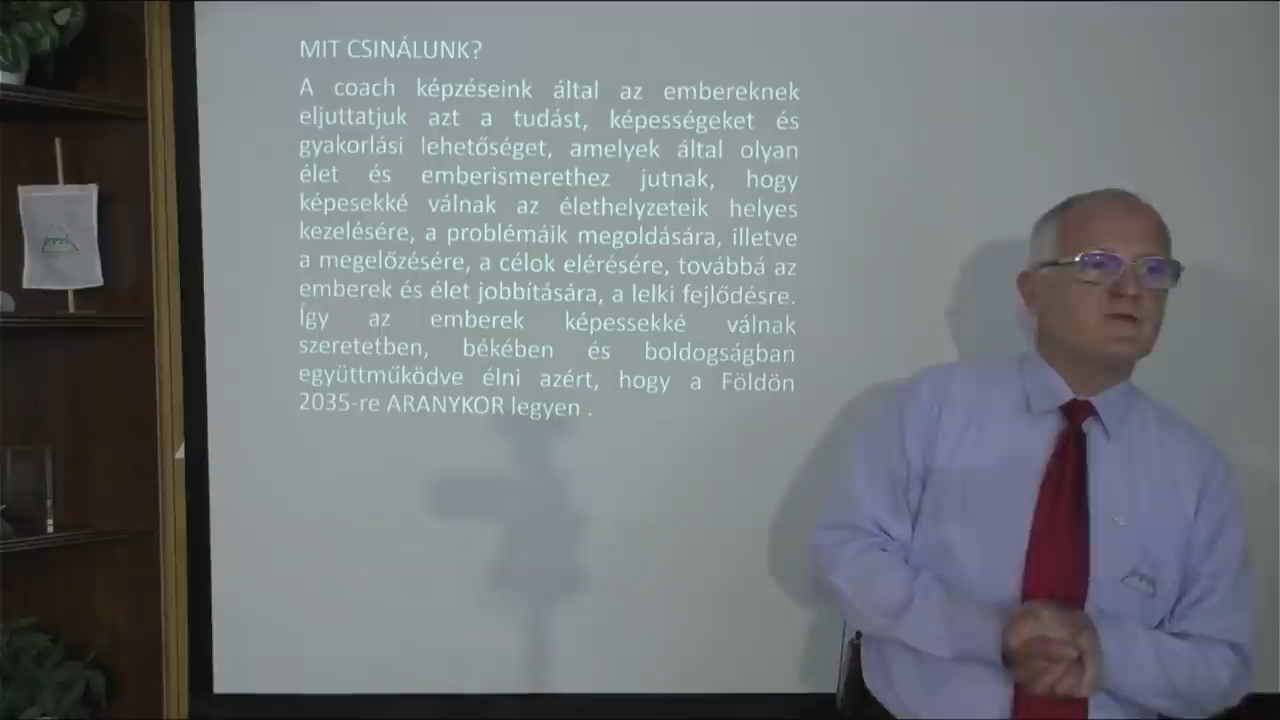 MIT CSINÁLUNK?
A coach képzéseink által az embereknek
eljuttatjuk azt a tudást, képességeket és
gyakorlási lehetőséget, amelyek által olyan
élet és emberismerethez jutnak, hogy
képesekké válnak az élethelyzeteik helyes
kezelésére, a problémáik megoldására, illetve
a megelőzésére, a célok elérésére, továbbá az
emberek és élet jobbítására, a lelki fejlődésre.
Így az emberek képessekké válnak
szeretetben, békében és boldogságban
együttműködve élni azért, hogy a Földön
2035-re ARANYKOR legyen .